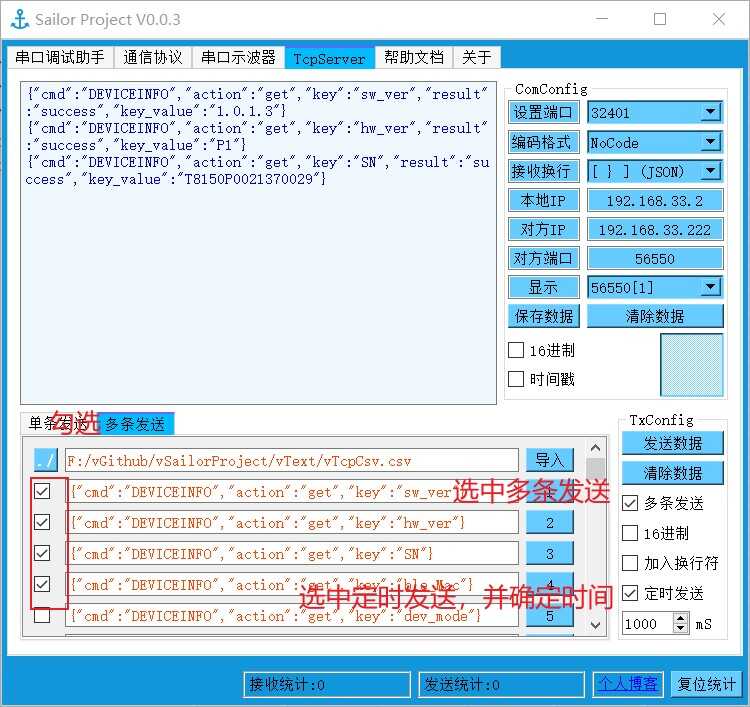 Sailor Project V0.0.3
串口调试助手 通信协议 串口示波器 TcpServer 帮助文档 关于
{"cmd":"DEVICEINFO","action":"get","key":"sw_ver","result"
:"success","key_value":"1.0.1.3"}
{"cmd":"DEVICEINFO","action":"get","key":"hw_ver","result"
:"success","key_value":"P1"}
{"cmd":"DEVICEINFO","action":"get","key":"SN","result":"su
ccess","key_value":"T8150P0021370029"}
ComConfig
设置端口 32401
编码格式 NoCode
接收换行 [ } ] (JSON)
本地IP 192.168.33.2
对方IP 192.168.33.222
对方端口 56550
显示 56550[1]
保存数据 清除数据
16进制
时间戳
单条发送 多条发送
勾选
./ F:/vGithub/vSailorProject/vText/vTcpCsv.csv 导入
{"cmd":"DEVICEINFO","action":"get","key":"sw_ver
选中多条发送
{"cmd":"DEVICEINFO","action":"get","key":"hw_ver"} 2
{"cmd":"DEVICEINFO","action":"get","key":"SN"} 3
{"cmd":"DEVICEINFO","action":"get","key":"ble_Mac"} 4
选中定时发送，并确定时间
{"cmd":"DEVICEINFO","action":"get","key":"dev_mode"} 5
TxConfig
发送数据
清除数据
多条发送
16进制
加入换行符
定时发送
1000 mS
接收统计:0 发送统计:0 个人博客 复位统计